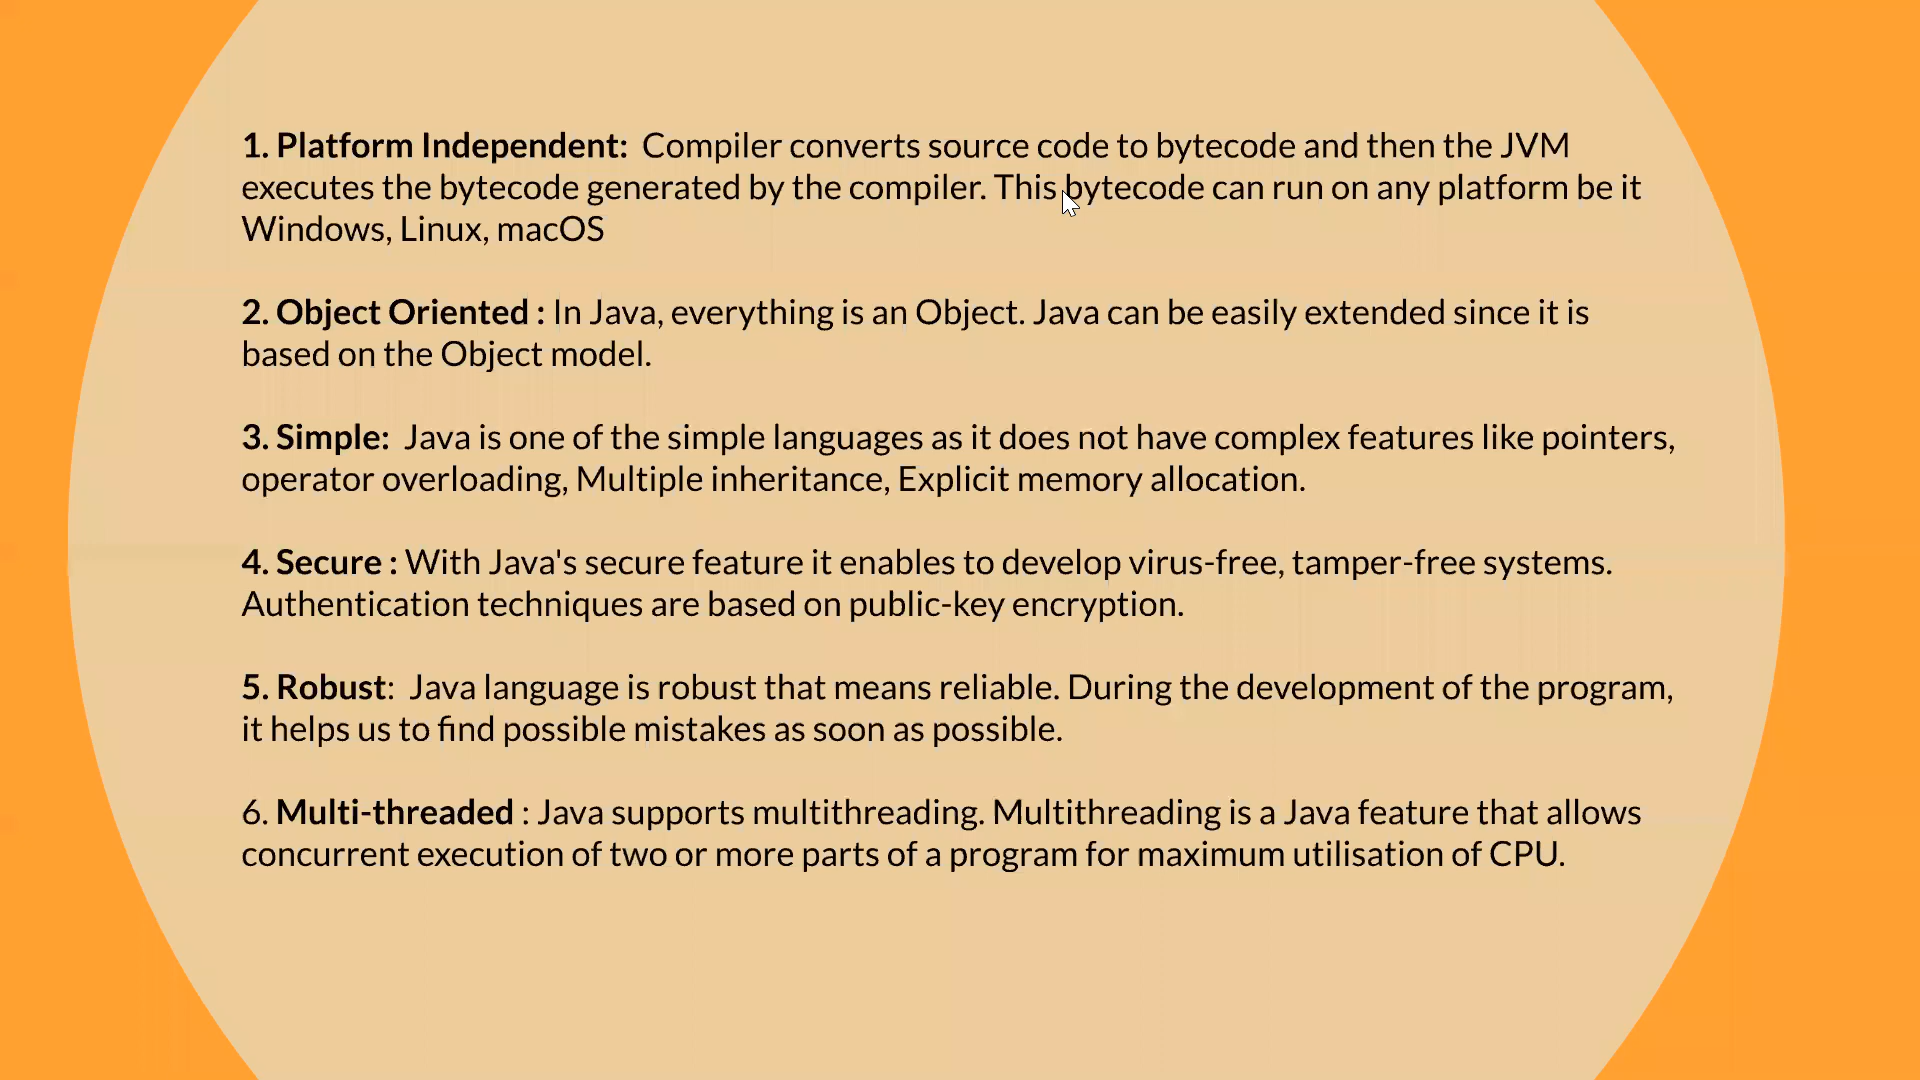 1. Platform Independent: Compiler converts source code to bytecode and then the JVM
executes the bytecode generated by the compiler. This bytecode can run on any platform be it
Windows, Linux, macOS
2. Object Oriented : In Java, everything is an Object. Java can be easily extended since it is
based on the Object model.
3. Simple: Java is one of the simple languages as it does not have complex features like pointers,
operator overloading, Multiple inheritance, Explicit memory allocation.
4. Secure : With Java's secure feature it enables to develop virus-free, tamper-free systems.
Authentication techniques are based on public-key encryption.
5. Robust: Java language is robust that means reliable. During the development of the program,
it helps us to find possible mistakes as soon as possible.
6. Multi-threaded : Java supports multithreading. Multithreading is a Java feature that allows
concurrent execution of two or more parts of a program for maximum utilisation of CPU.